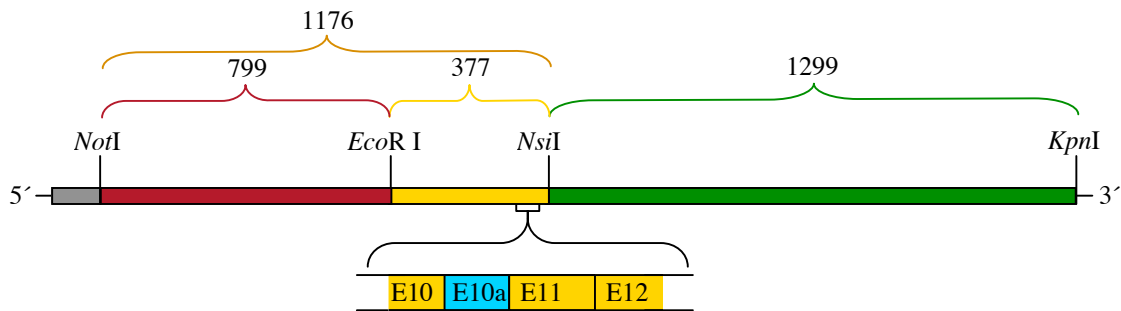 1176
799 377 1299
NotI EcoR I NsiI KpnI
5´ 3´
E10 E10a E11 E12